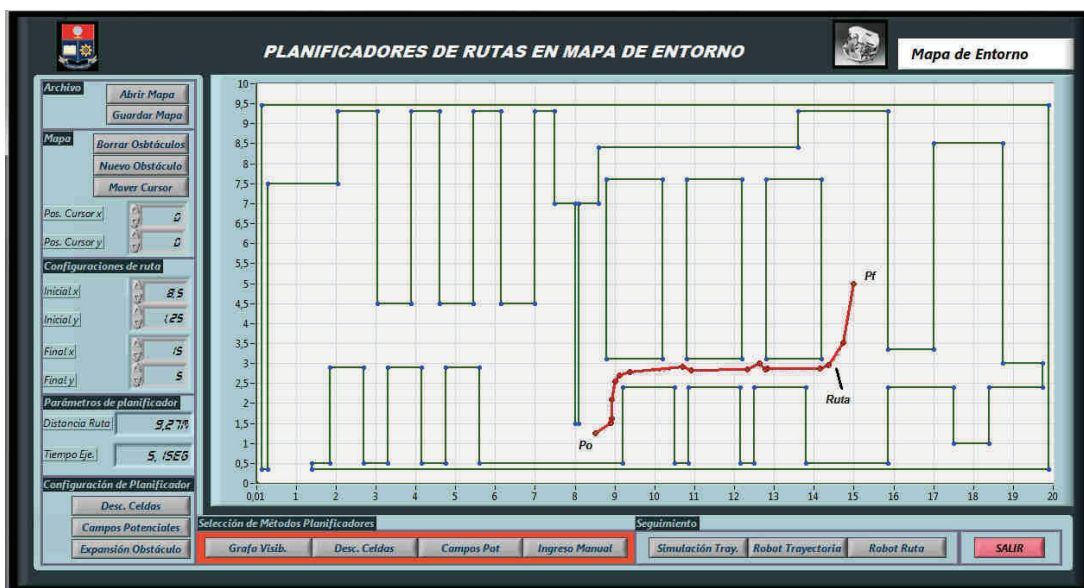 PLANIFICADORES DE RUTAS EN MAPA DE ENTORNO
Mapa de Entorno
Archivo
Abrir Mapa
Guardar Mapa
Mapa
Borrar Osbtáculos
Nuevo Obstáculo
Mover Cursor
Pos. Cursor x
0
Pos. Cursor y
0
Configuraciones de ruta
Inicial x
8,5
Inicial y
1,25
Final x
15
Final y
5
Parámetros de planificador
Distancia Ruta
9,27M
Tiempo Eje.
5, 1SEG
Configuración de Planificador
Desc. Celdas
Campos Potenciales
Expansión Obstáculo
10
9,5
9
8,5
8
7,5
7
6,5
6
5,5
5
4,5
4
3,5
3
2,5
2
1,5
1
0,5
0
0,01 1 2 3 4 5 6 7 8 9 10 11 12 13 14 15 16 17 18 19 20
Pf
Ruta
Po
Selección de Métodos Planificadores
Grafo Visib. Desc. Celdas Campos Pot Ingreso Manual
Seguimiento
Simulación Tray. Robot Trayectoria Robot Ruta
SALIR